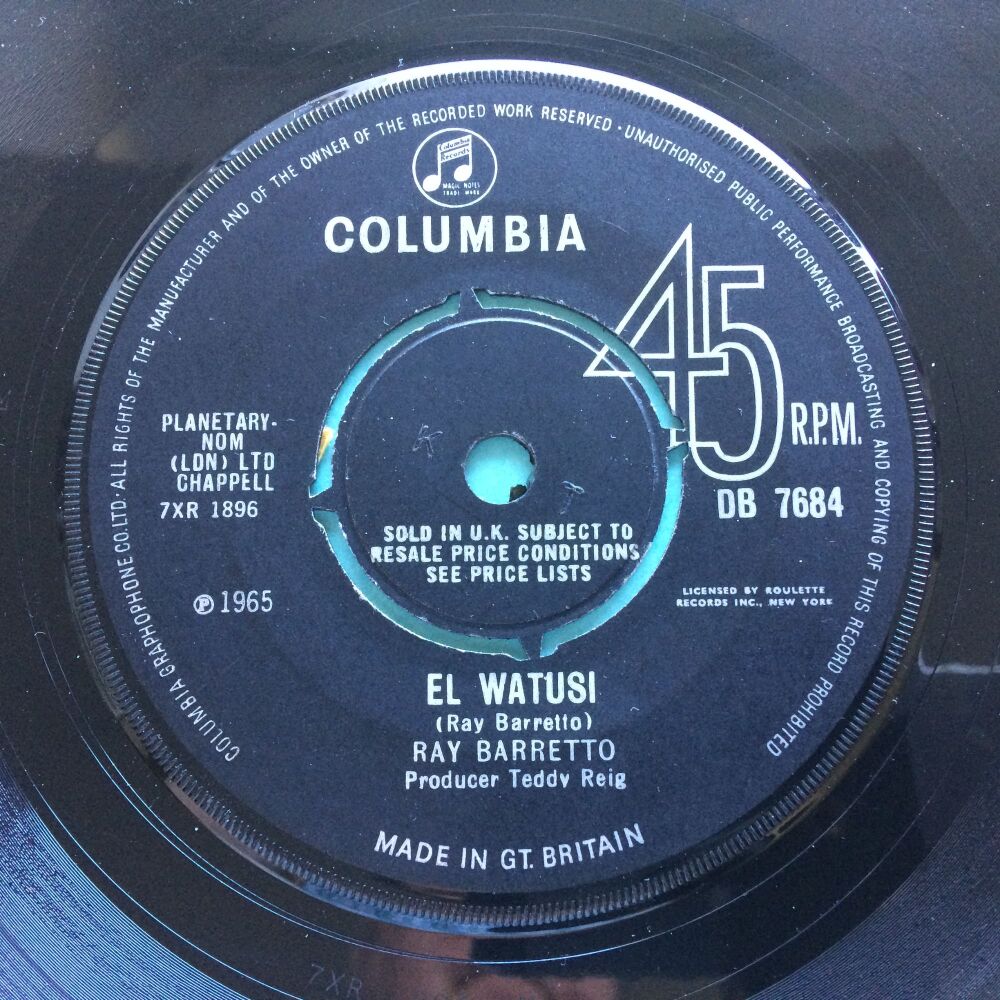 COLUMBIA GRAPHOPHONE CO. LTD · ALL RIGHTS OF THE MANUFACTURER AND OF THE OWNER OF THE RECORDED WORK RESERVED · UNAUTHORISED PUBLIC PERFORMANCE BROADCASTING AND COPYING OF THIS RECORD PROHIBITED
Columbia
Records
MAGIC NOTES
TRADE MARK
COLUMBIA
45
R.P.M.
PLANETARY-
NOM
(LDN) LTD
CHAPPELL
7XR 1896
DB 7684
SOLD IN U.K. SUBJECT TO
RESALE PRICE CONDITIONS
SEE PRICE LISTS
℗ 1965
LICENSED BY ROULETTE
RECORDS INC., NEW YORK
EL WATUSI
(Ray Barretto)
RAY BARRETTO
Producer Teddy Reig
MADE IN GT. BRITAIN
7XR